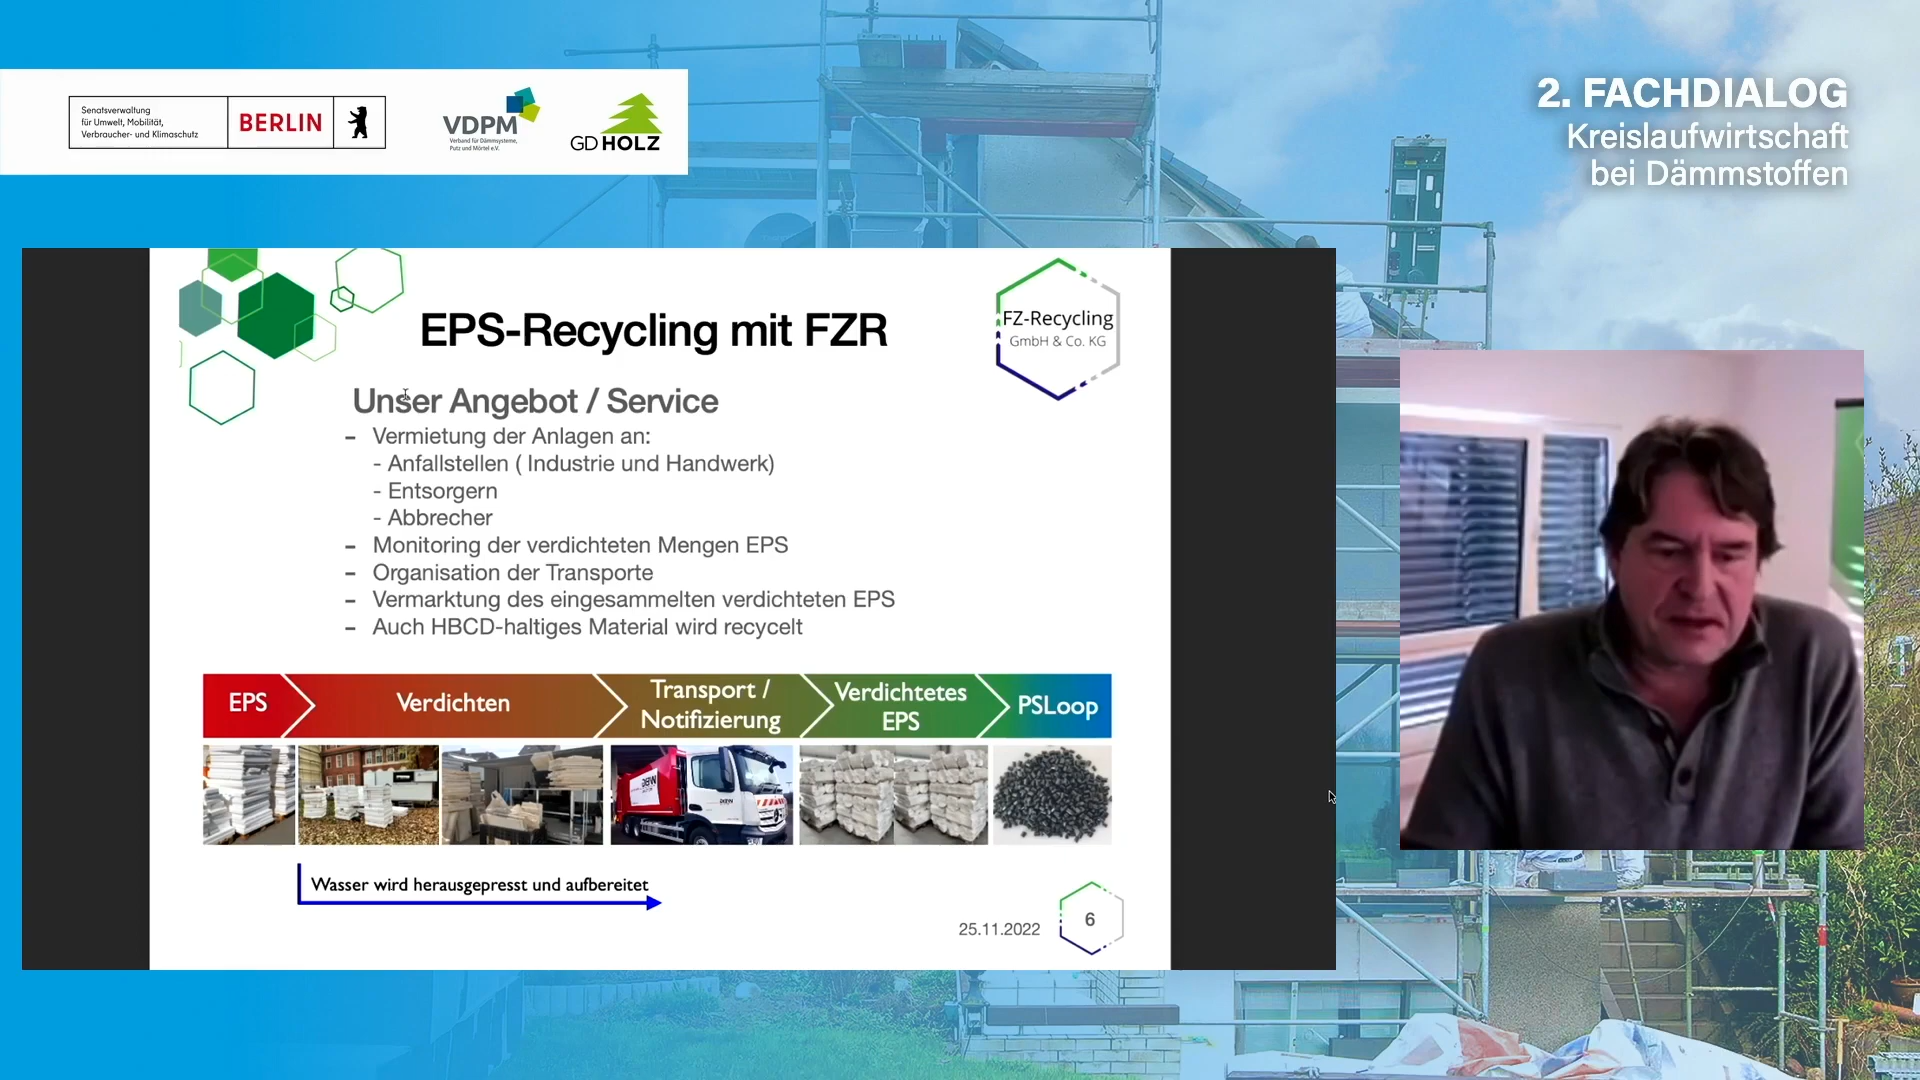 Senatsverwaltung
für Umwelt, Mobilität,
Verbraucher- und Klimaschutz
BERLIN
VDPM
Verband für Dämmsysteme,
Putz und Mörtel e.V.
GD HOLZ
2. FACHDIALOG
Kreislaufwirtschaft
bei Dämmstoffen
EPS-Recycling mit FZR
FZ-Recycling
GmbH & Co. KG
Unser Angebot / Service
- Vermietung der Anlagen an:
- Anfallstellen ( Industrie und Handwerk)
- Entsorgern
- Abbrecher
- Monitoring der verdichteten Mengen EPS
- Organisation der Transporte
- Vermarktung des eingesammelten verdichteten EPS
- Auch HBCD-haltiges Material wird recycelt
EPS
Verdichten
Transport /
Notifizierung
Verdichtetes
EPS
PSLoop
Wasser wird herausgepresst und aufbereitet
25.11.2022
6